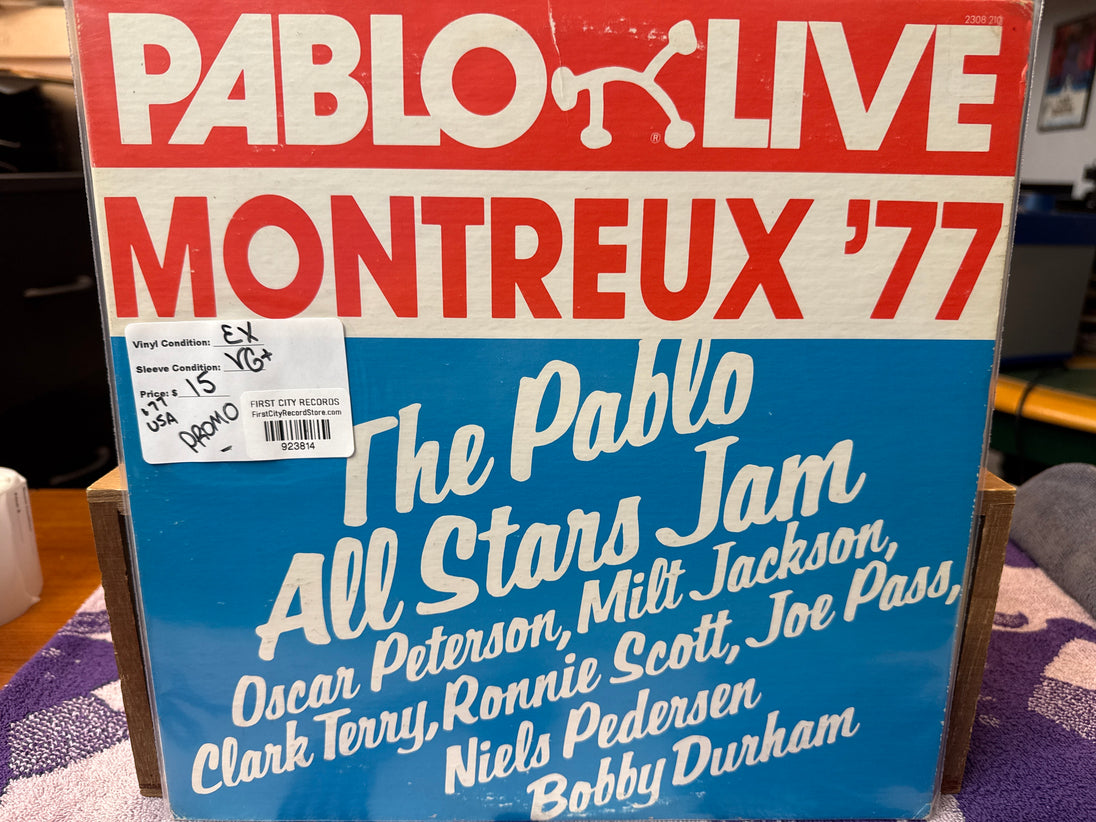 2308 210
PABLO LIVE
®
MONTREUX '77
Vinyl Condition: EX
Sleeve Condition: VG+
Price: $ 15
'77
USA
PROMO
FIRST CITY RECORDS
FirstCityRecordStore.com
923814
The Pablo
All Stars Jam
Oscar Peterson, Milt Jackson,
Clark Terry, Ronnie Scott, Joe Pass,
Niels Pedersen
Bobby Durham